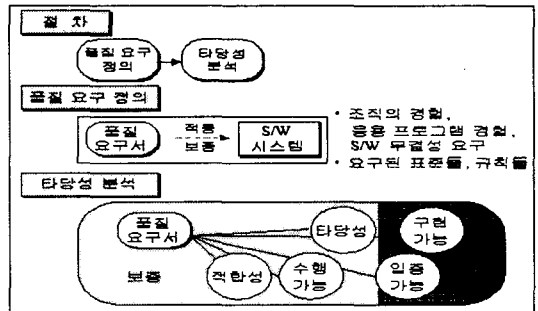 절 차
품질 요구
정의
타당성
분석
품질 요구 정의
품질
요구서
적용
보증
S/W
시스템
• 조직의 경험,
응용 프로그램 경험,
S/W 무결성 요구
• 요구된 표준들, 규칙들
타당성 분석
품질
요구서
타당성
구현
가능
보증
적합성
수행
가능
입증
가능